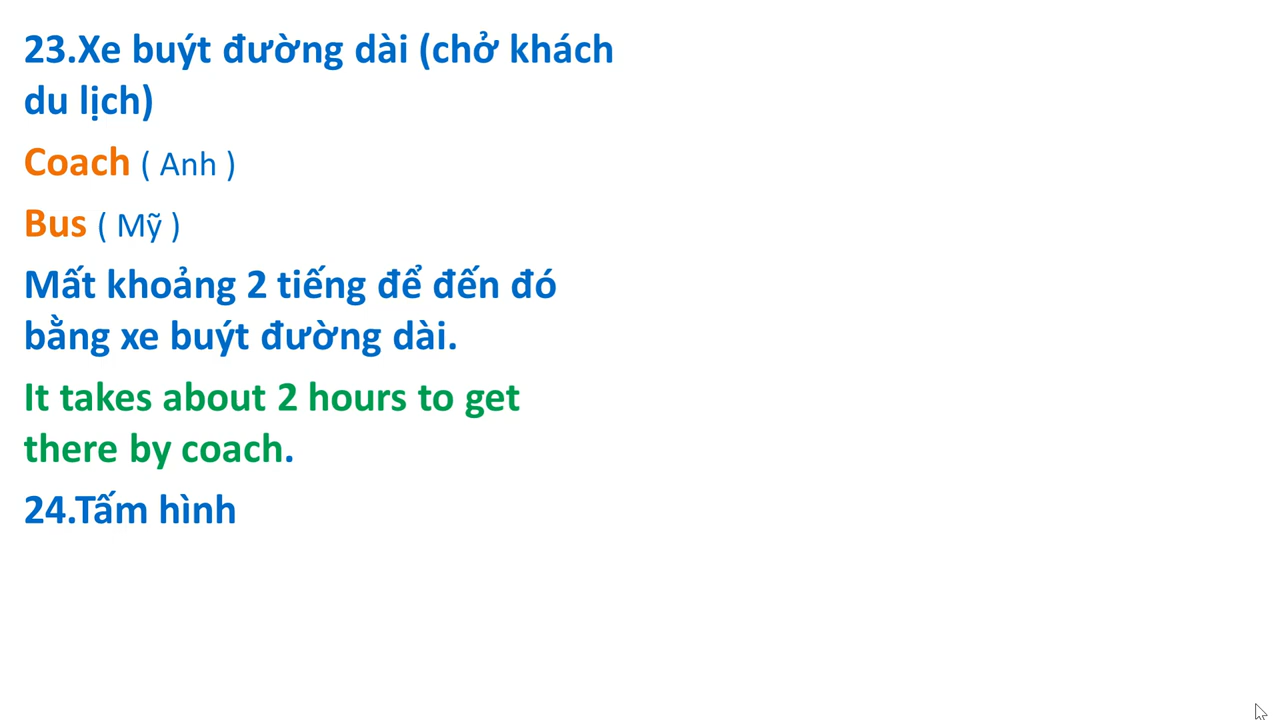 23.Xe buýt đường dài (chở khách
du lịch)
Coach ( Anh )
Bus ( Mỹ )
Mất khoảng 2 tiếng để đến đó
bằng xe buýt đường dài.
It takes about 2 hours to get
there by coach.
24.Tấm hình